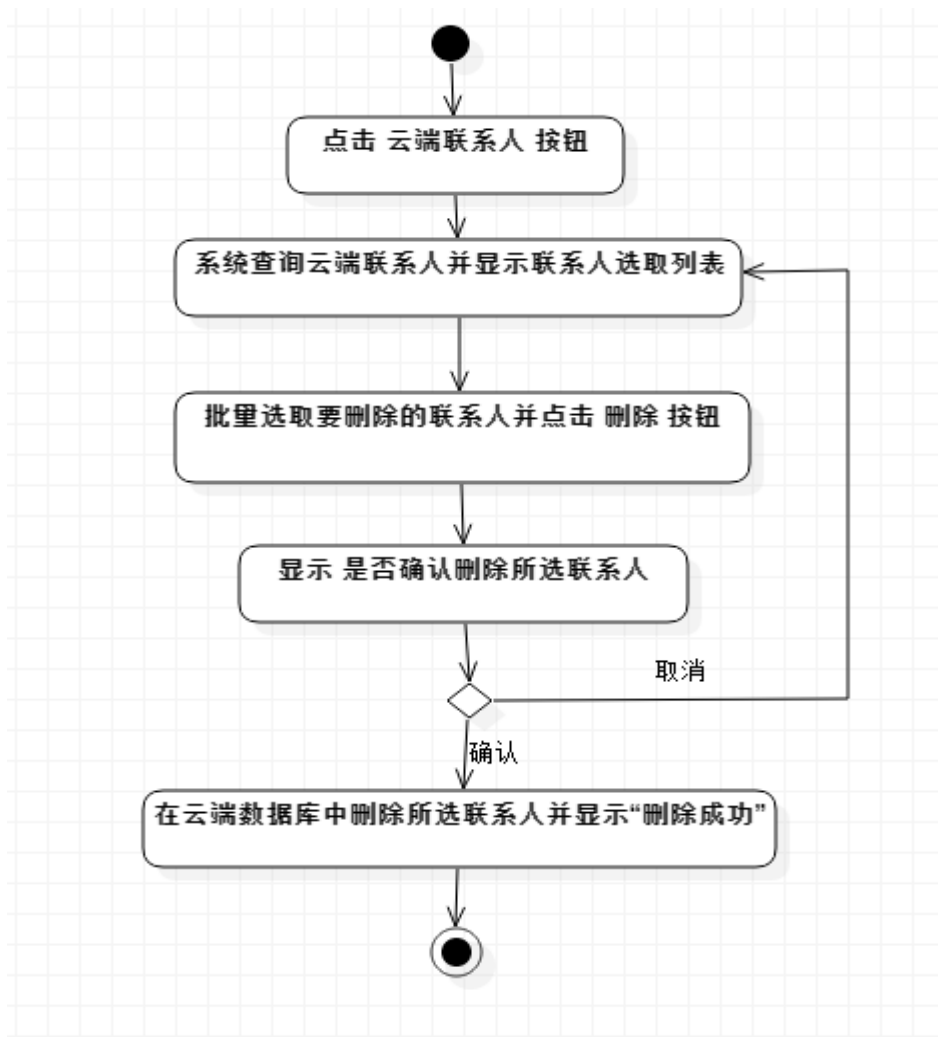 点击 云端联系人 按钮
系统查询云端联系人并显示联系人选取列表
批量选取要删除的联系人并点击 删除 按钮
显示 是否确认删除所选联系人
取消
确认
在云端数据库中删除所选联系人并显示“删除成功”